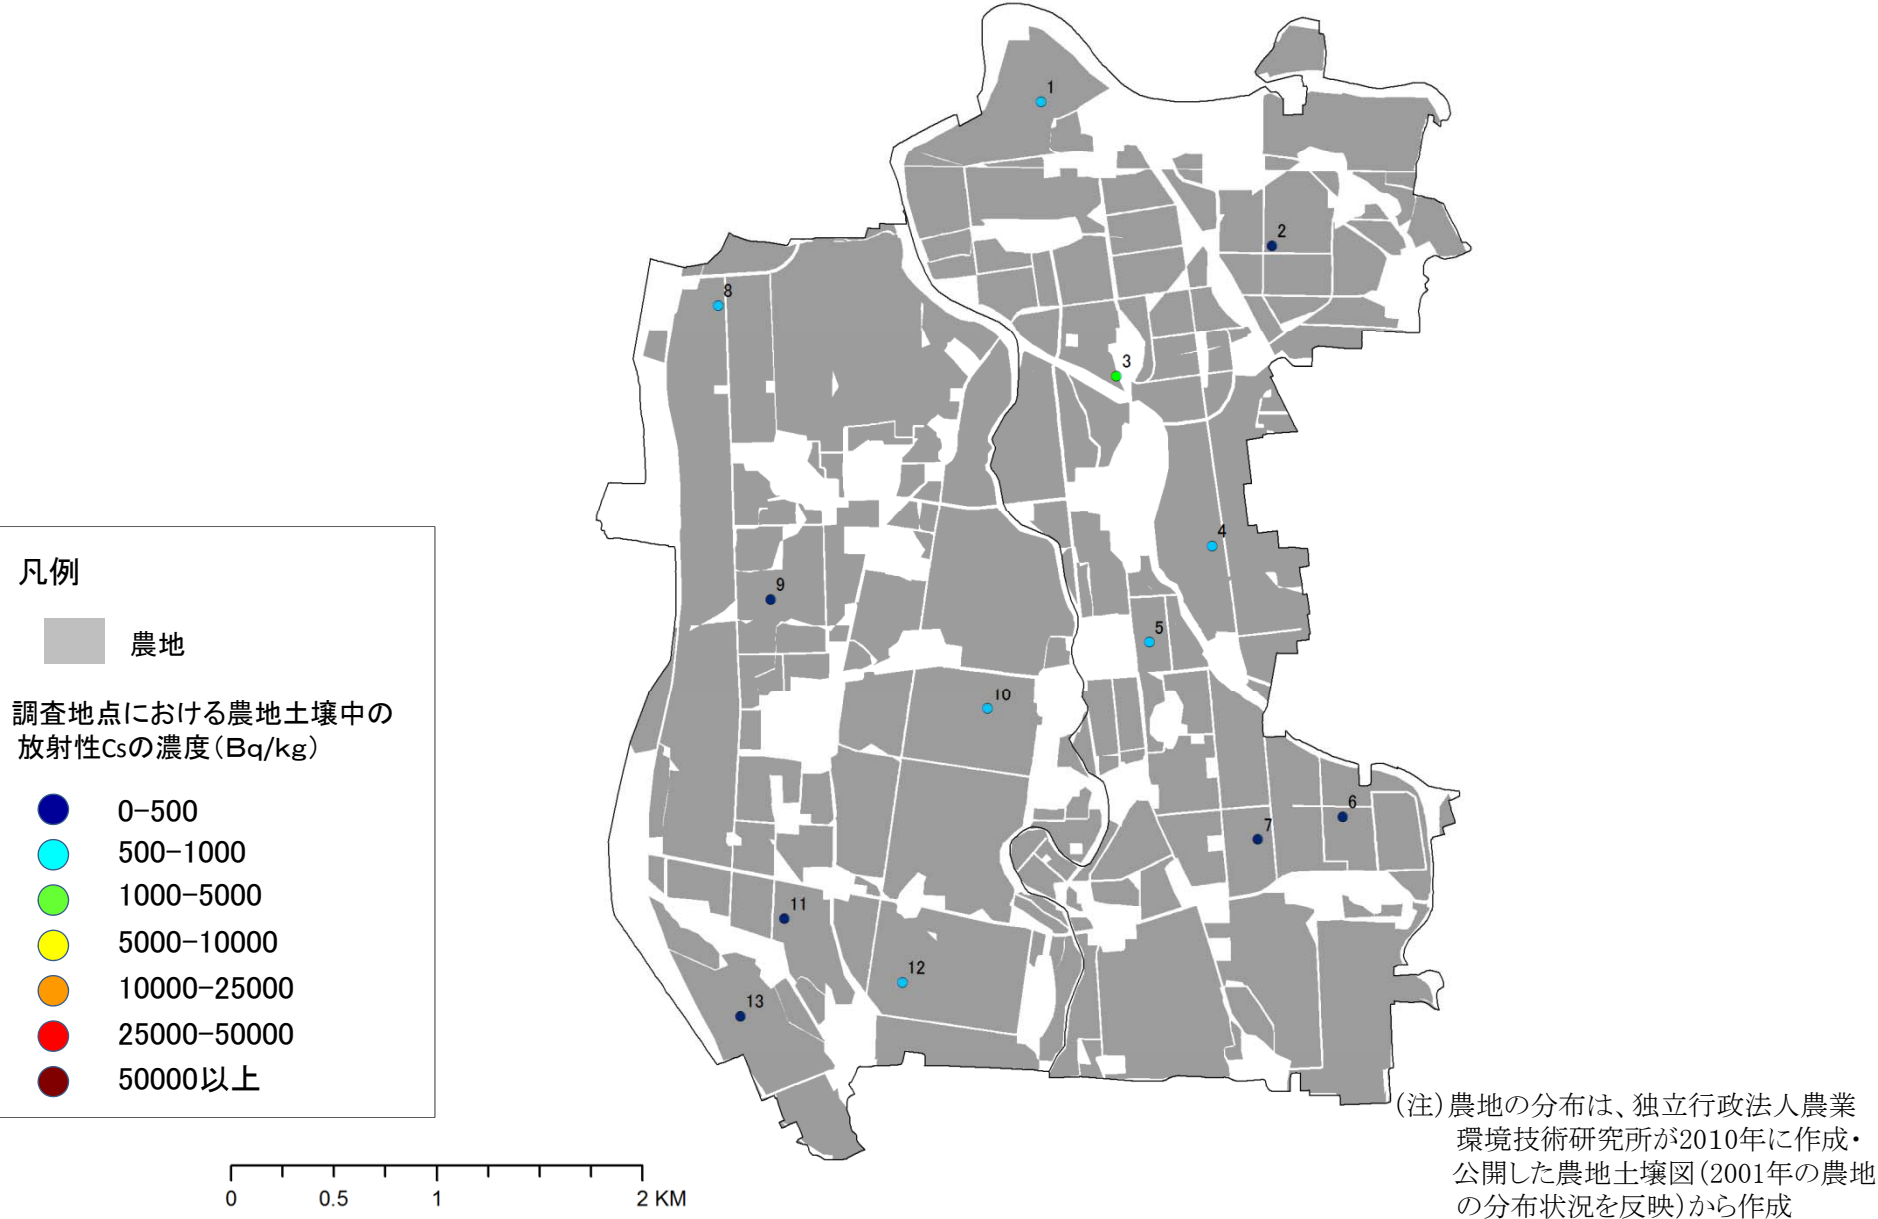 1
2
8
3
4
9
5
10
6
7
11
12
13
凡例
農地
調査地点における農地土壌中の
放射性Csの濃度(Bq/kg)
0-500
500-1000
1000-5000
5000-10000
10000-25000
25000-50000
50000以上
0 0.5 1 2 KM
(注)農地の分布は、独立行政法人農業
環境技術研究所が2010年に作成・
公開した農地土壌図(2001年の農地
の分布状況を反映)から作成